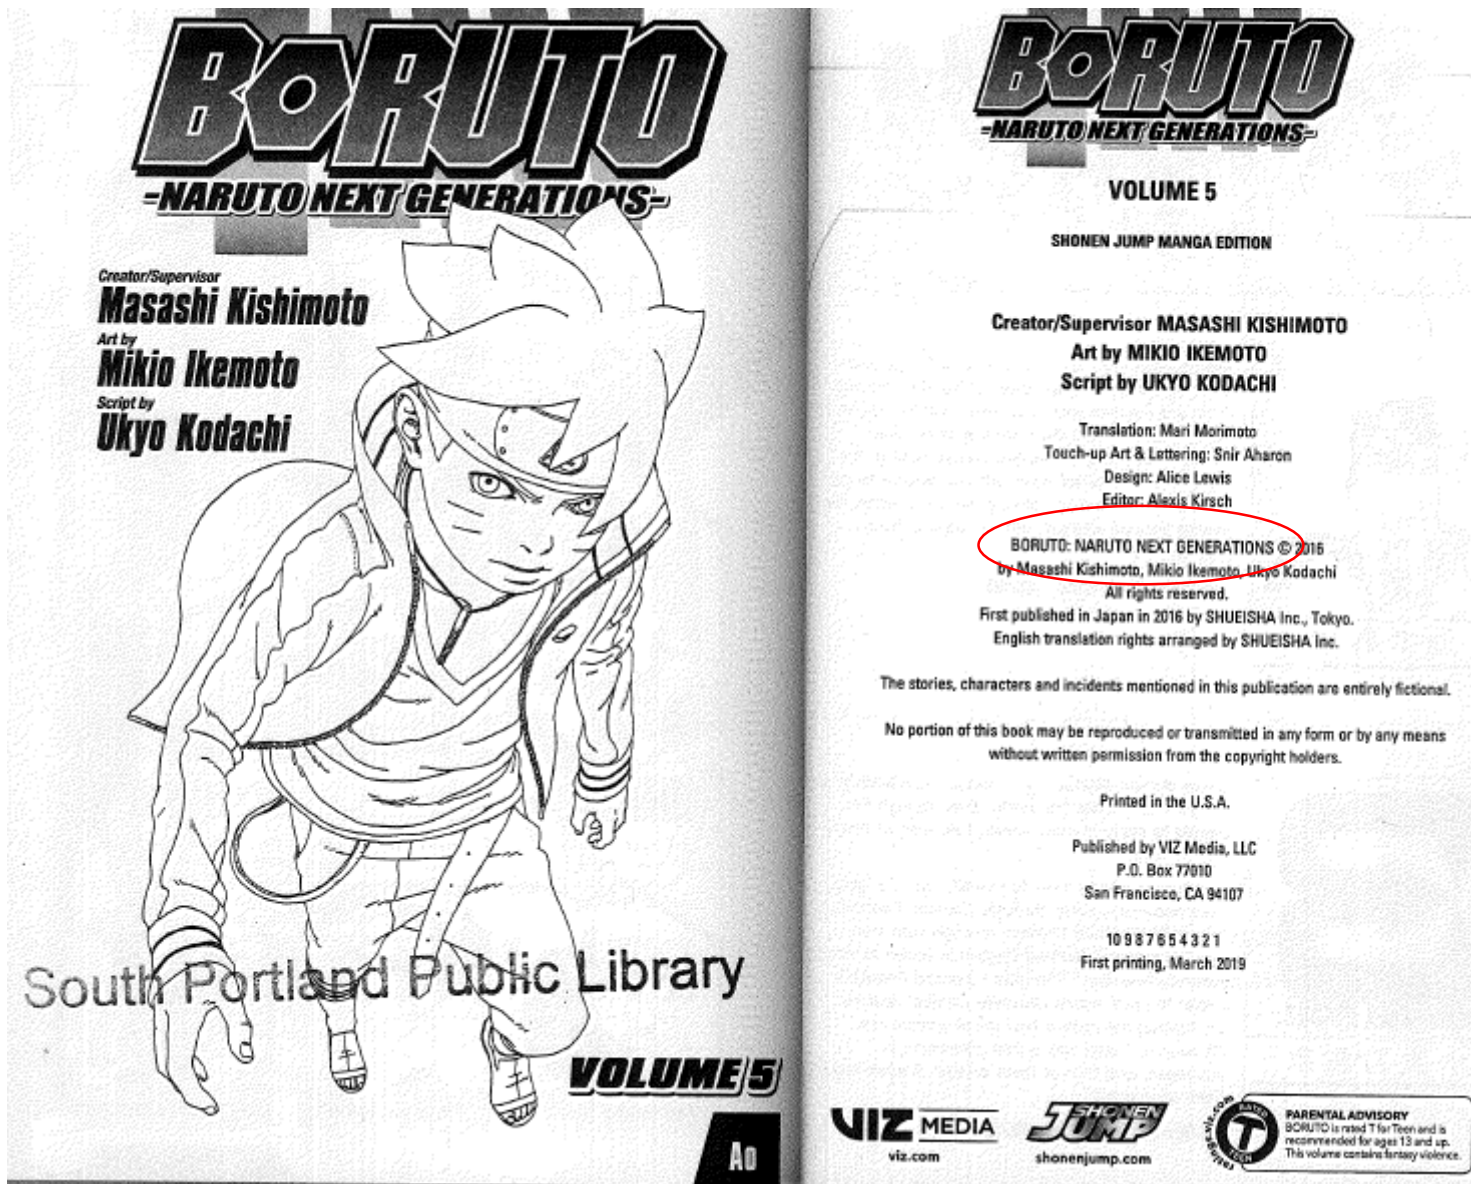 BORUTO
-NARUTO NEXT GENERATIONS-
Creator/Supervisor
Masashi Kishimoto
Art by
Mikio Ikemoto
Script by
Ukyo Kodachi
South Portland Public Library
VOLUME 5
Ao
BORUTO
-NARUTO NEXT GENERATIONS-
VOLUME 5
SHONEN JUMP MANGA EDITION
Creator/Supervisor MASASHI KISHIMOTO
Art by MIKIO IKEMOTO
Script by UKYO KODACHI
Translation: Mari Morimoto
Touch-up Art & Lettering: Snir Aharon
Design: Alice Lewis
Editor: Alexis Kirsch
BORUTO: NARUTO NEXT GENERATIONS © 2016
by Masashi Kishimoto, Mikio Ikemoto, Ukyo Kodachi
All rights reserved.
First published in Japan in 2016 by SHUEISHA Inc., Tokyo.
English translation rights arranged by SHUEISHA Inc.
The stories, characters and incidents mentioned in this publication are entirely fictional.
No portion of this book may be reproduced or transmitted in any form or by any means
without written permission from the copyright holders.
Printed in the U.S.A.
Published by VIZ Media, LLC
P.O. Box 77010
San Francisco, CA 94107
10 9 8 7 6 5 4 3 2 1
First printing, March 2019
VIZ MEDIA
viz.com
SHONEN
JUMP
shonenjump.com
ratings.viz.com
RATED
T
TEEN
PARENTAL ADVISORY
BORUTO is rated T for Teen and is
recommended for ages 13 and up.
This volume contains fantasy violence.